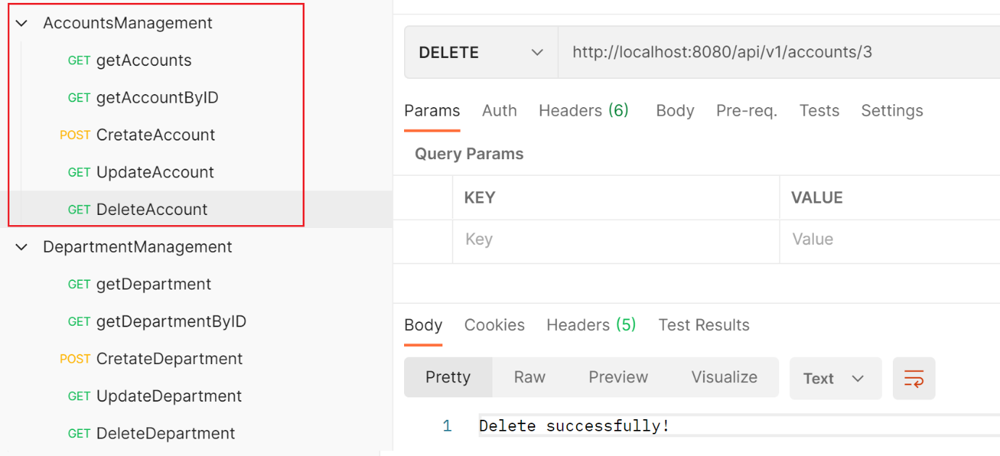 AccountsManagement
GET getAccounts
GET getAccountByID
POST CretateAccount
GET UpdateAccount
GET DeleteAccount
DepartmentManagement
GET getDepartment
GET getDepartmentByID
POST CretateDepartment
GET UpdateDepartment
GET DeleteDepartment
DELETE http://localhost:8080/api/v1/accounts/3
Params Auth Headers (6) Body Pre-req. Tests Settings
Query Params
KEY VALUE
Key Value
Body Cookies Headers (5) Test Results
Pretty Raw Preview Visualize Text
1 Delete successfully!